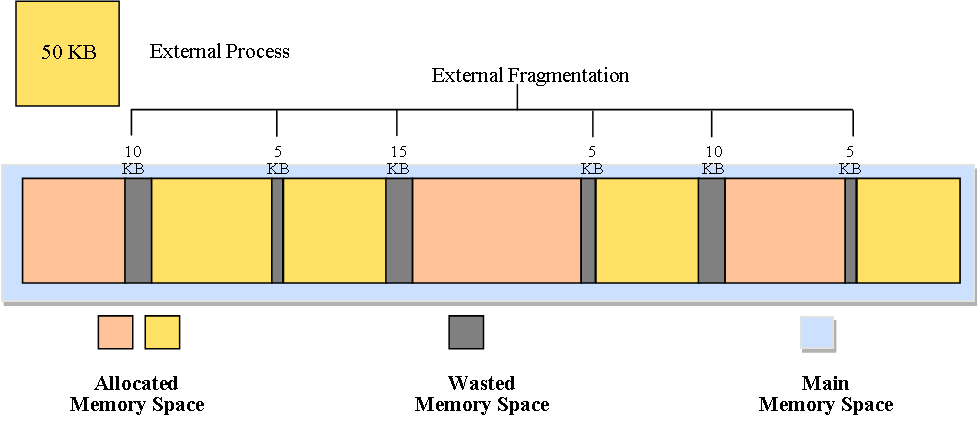 50 KB
External Process
External Fragmentation
10
KB
5
KB
15
KB
5
KB
10
KB
5
KB
Allocated
Memory Space
Wasted
Memory Space
Main
Memory Space